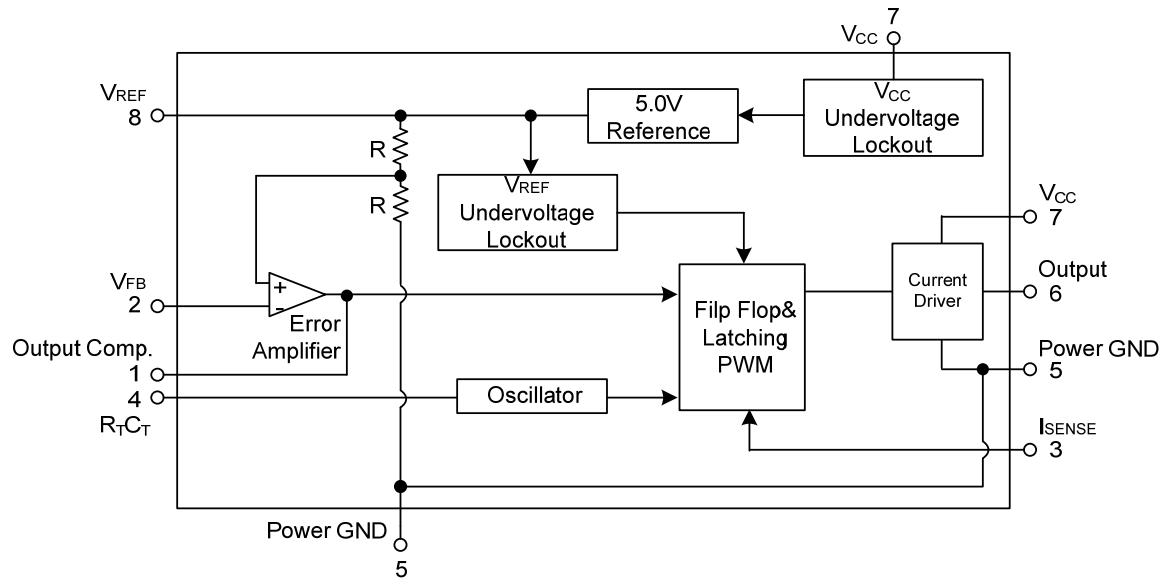 7
VCC
VREF
8
5.0V
Reference
VCC
Undervoltage
Lockout
R
R
VREF
Undervoltage
Lockout
VCC
7
VFB
2
+
-
Error
Amplifier
Filp Flop&
Latching
PWM
Current
Driver
Output
6
Output Comp.
1
Power GND
5
4
RTCT
Oscillator
ISENSE
3
Power GND
5